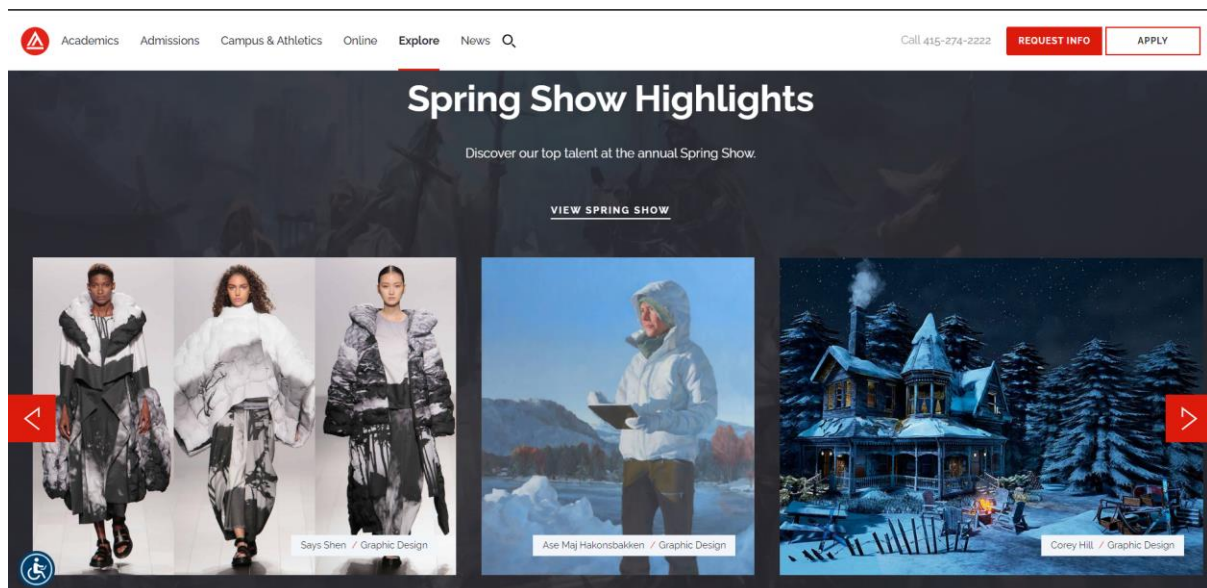 Academics Admissions Campus & Athletics Online Explore News Call 415-274-2222 REQUEST INFO APPLY
Spring Show Highlights
Discover our top talent at the annual Spring Show.
VIEW SPRING SHOW
Says Shen / Graphic Design
Ase Maj Hakonsbakken / Graphic Design
Corey Hill / Graphic Design